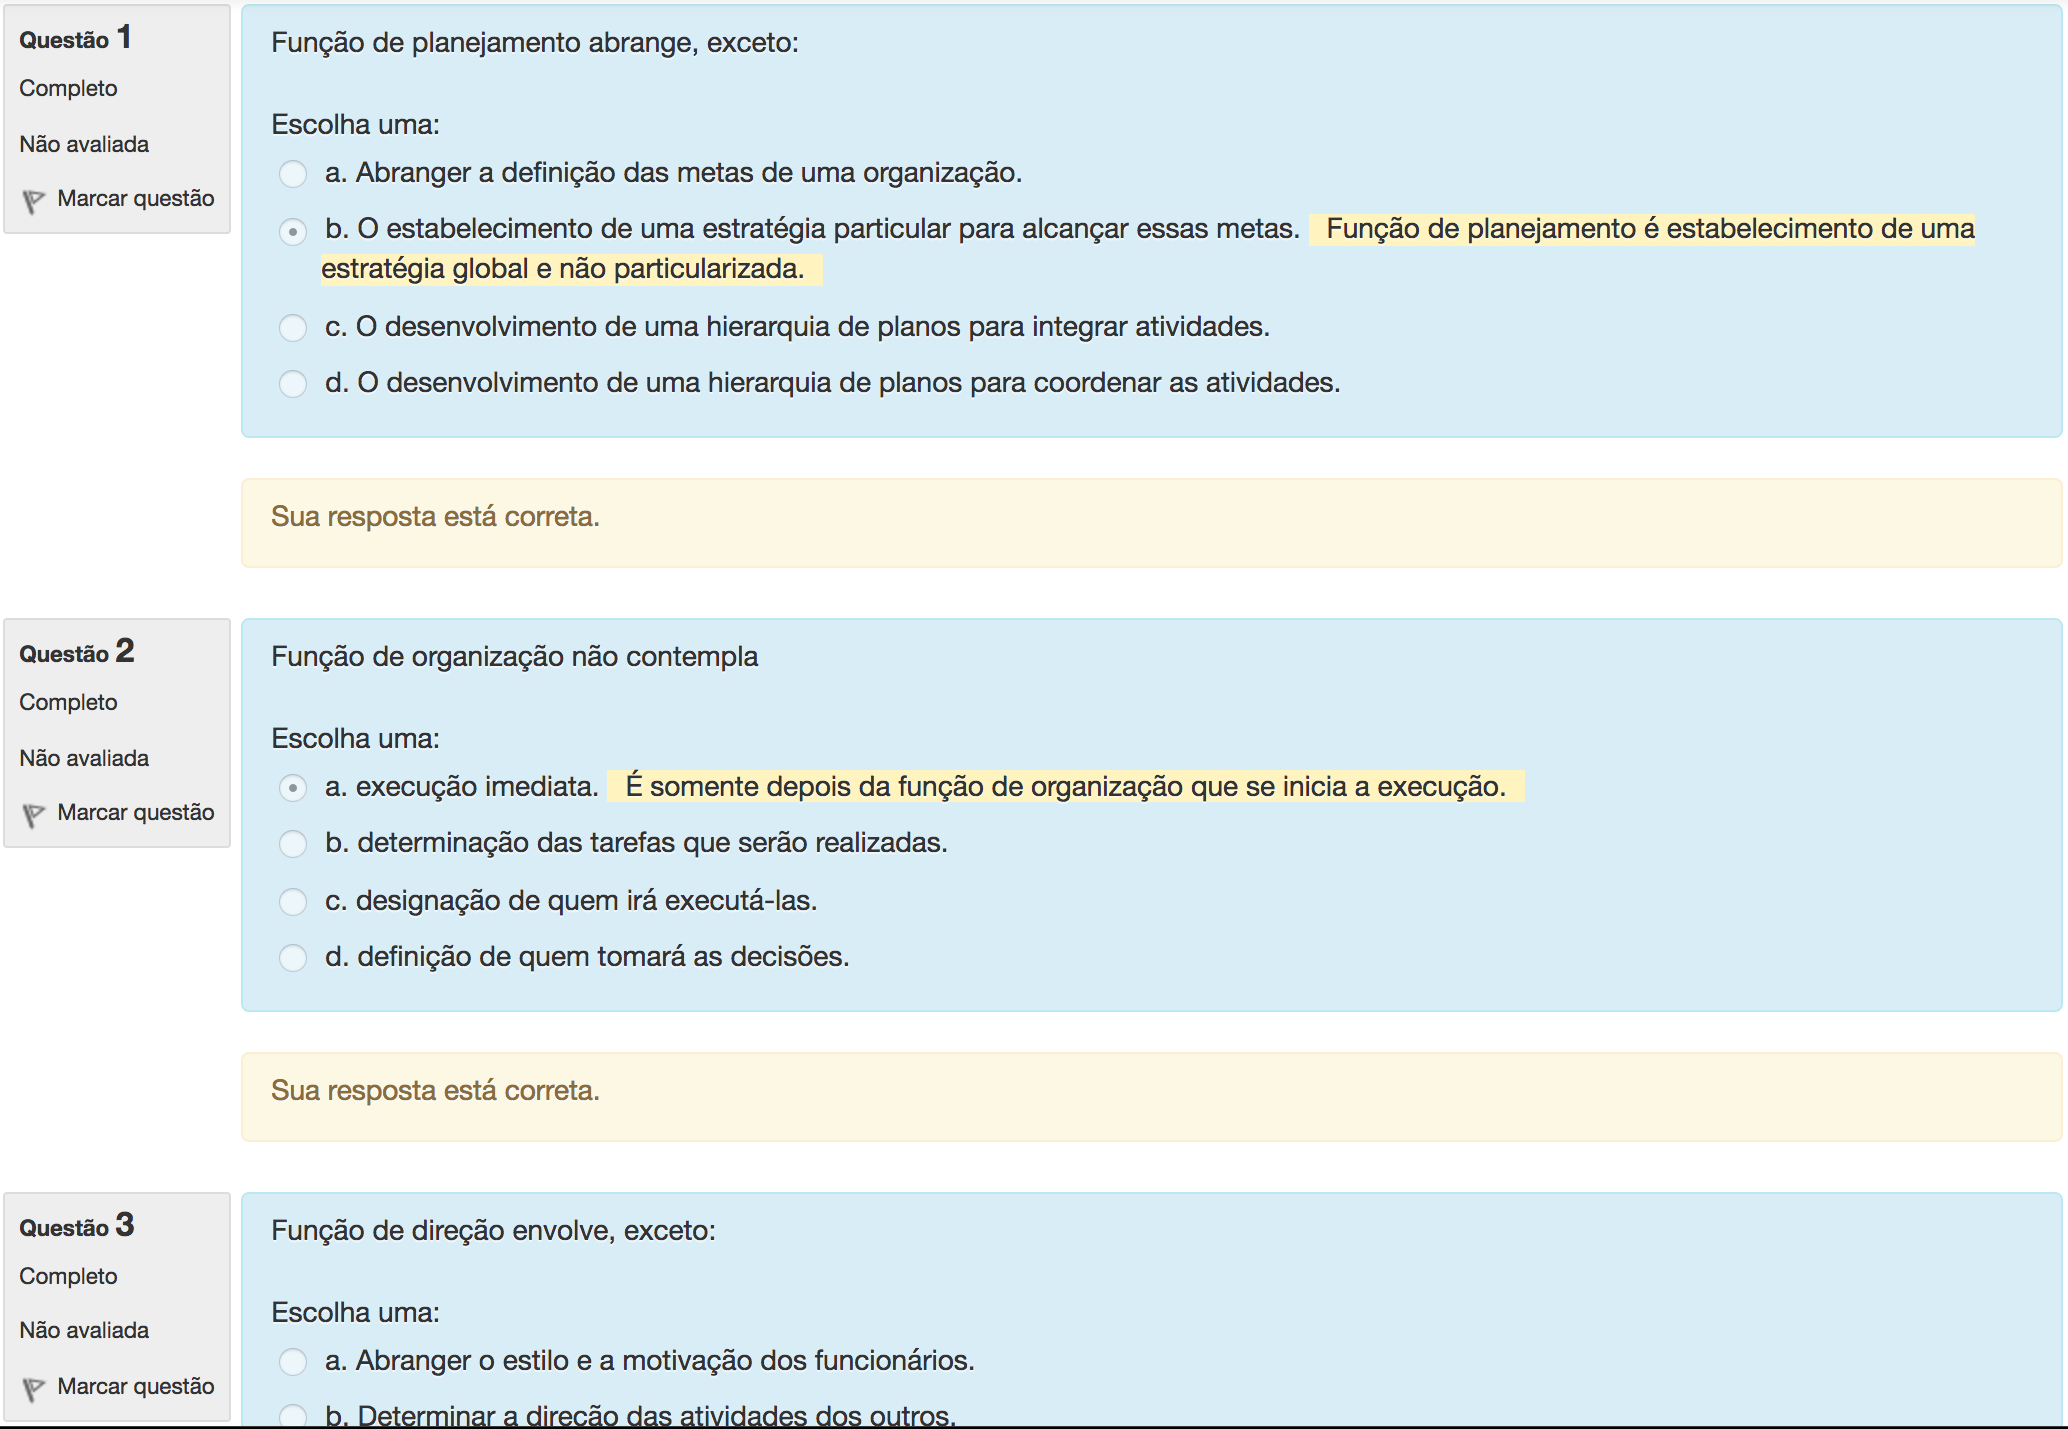 Questão 1
Completo
Não avaliada
Marcar questão
Função de planejamento abrange, exceto:
Escolha uma:
a. Abranger a definição das metas de uma organização.
b. O estabelecimento de uma estratégia particular para alcançar essas metas. Função de planejamento é estabelecimento de uma
estratégia global e não particularizada.
c. O desenvolvimento de uma hierarquia de planos para integrar atividades.
d. O desenvolvimento de uma hierarquia de planos para coordenar as atividades.
Sua resposta está correta.
Questão 2
Completo
Não avaliada
Marcar questão
Função de organização não contempla
Escolha uma:
a. execução imediata. É somente depois da função de organização que se inicia a execução.
b. determinação das tarefas que serão realizadas.
c. designação de quem irá executá-las.
d. definição de quem tomará as decisões.
Sua resposta está correta.
Questão 3
Completo
Não avaliada
Marcar questão
Função de direção envolve, exceto:
Escolha uma:
a. Abranger o estilo e a motivação dos funcionários.
b. Determinar a direção das atividades dos outros.